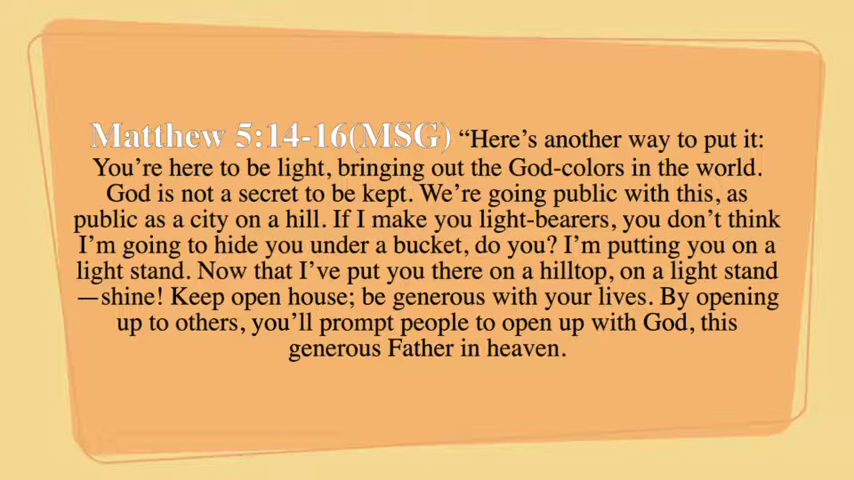 Matthew 5:14-16(MSG) “Here’s another way to put it:
You’re here to be light, bringing out the God-colors in the world.
God is not a secret to be kept. We’re going public with this, as
public as a city on a hill. If I make you light-bearers, you don’t think
I’m going to hide you under a bucket, do you? I’m putting you on a
light stand. Now that I’ve put you there on a hilltop, on a light stand
—shine! Keep open house; be generous with your lives. By opening
up to others, you’ll prompt people to open up with God, this
generous Father in heaven.